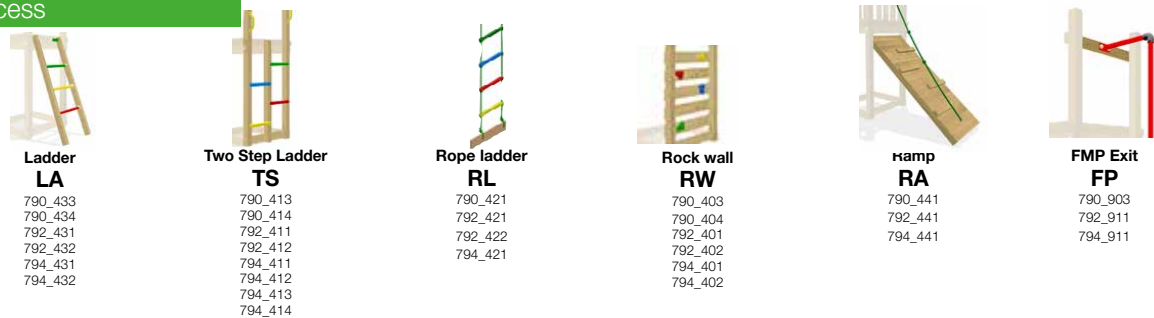 cess
Ladder
LA
790_433
790_434
792_431
792_432
794_431
794_432
Two Step Ladder
TS
790_413
790_414
792_411
792_412
794_411
794_412
794_413
794_414
Rope ladder
RL
790_421
792_421
792_422
794_421
Rock wall
RW
790_403
790_404
792_401
792_402
794_401
794_402
Ramp
RA
790_441
792_441
794_441
FMP Exit
FP
790_903
792_911
794_911